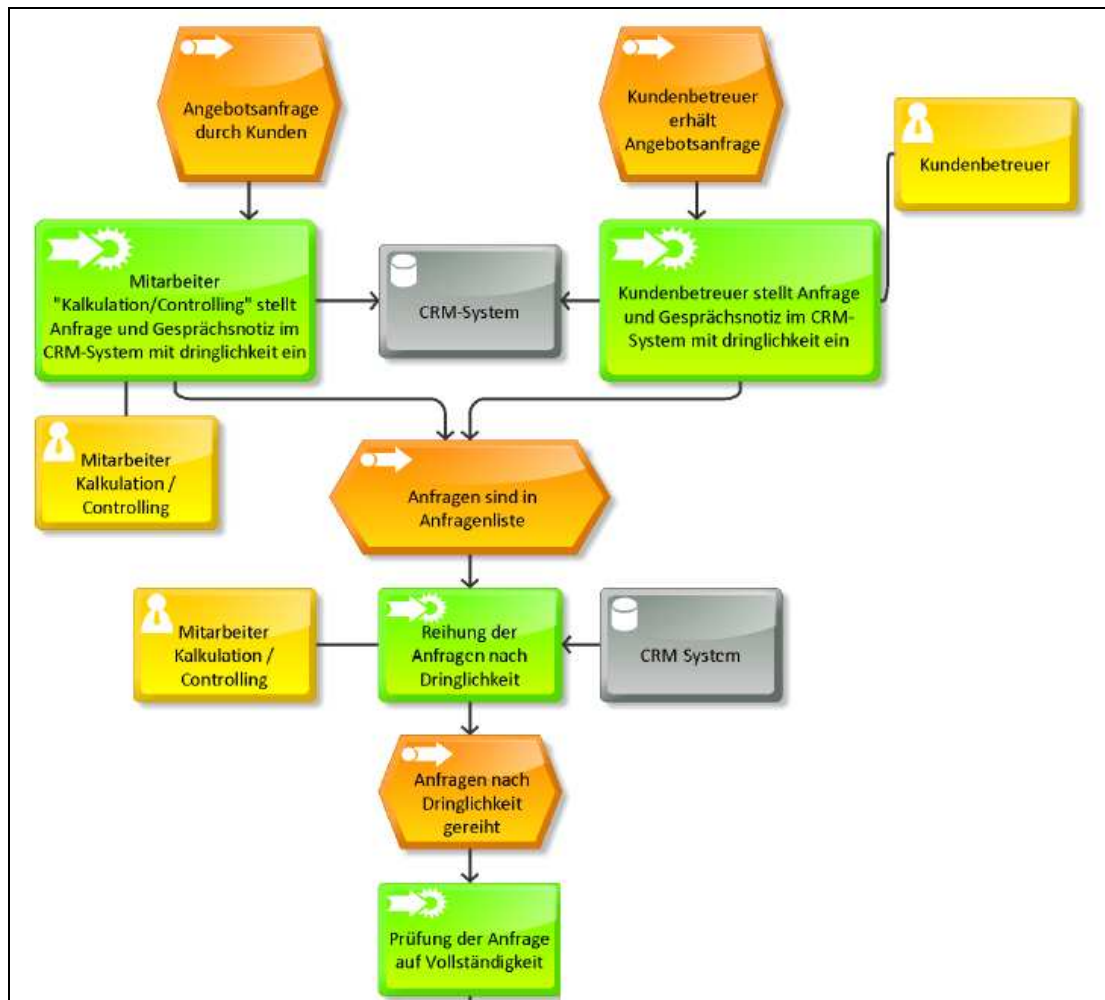 Angebotsanfrage
durch Kunden
Kundenbetreuer
erhält
Angebotsanfrage
Kundenbetreuer
Mitarbeiter
"Kalkulation/Controlling" stellt
Anfrage und Gesprächsnotiz im
CRM-System mit dringlichkeit ein
CRM-System
Kundenbetreuer stellt Anfrage
und Gesprächsnotiz im CRM-
System mit dringlichkeit ein
Mitarbeiter
Kalkulation /
Controlling
Anfragen sind in
Anfragenliste
Mitarbeiter
Kalkulation /
Controlling
Reihung der
Anfragen nach
Dringlichkeit
CRM System
Anfragen nach
Dringlichkeit
gereiht
Prüfung der Anfrage
auf Vollständigkeit